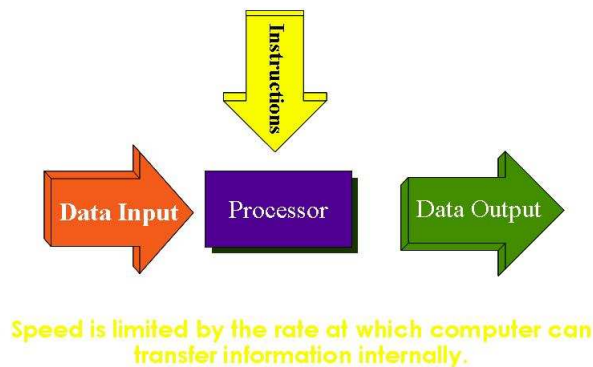 Instructions
Data Input
Processor
Data Output
Speed is limited by the rate at which computer can
transfer information internally.